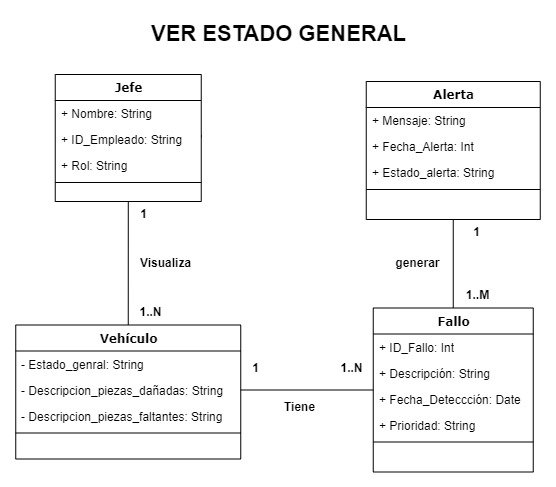 VER ESTADO GENERAL
Jefe
+ Nombre: String
+ ID_Empleado: String
+ Rol: String
Alerta
+ Mensaje: String
+ Fecha_Alerta: Int
+ Estado_alerta: String
1
Visualiza
1..N
1
generar
1..M
Vehículo
- Estado_genral: String
- Descripcion_piezas_dañadas: String
- Descripcion_piezas_faltantes: String
1
1..N
Tiene
Fallo
+ ID_Fallo: Int
+ Descripción: String
+ Fecha_Deteccción: Date
+ Prioridad: String